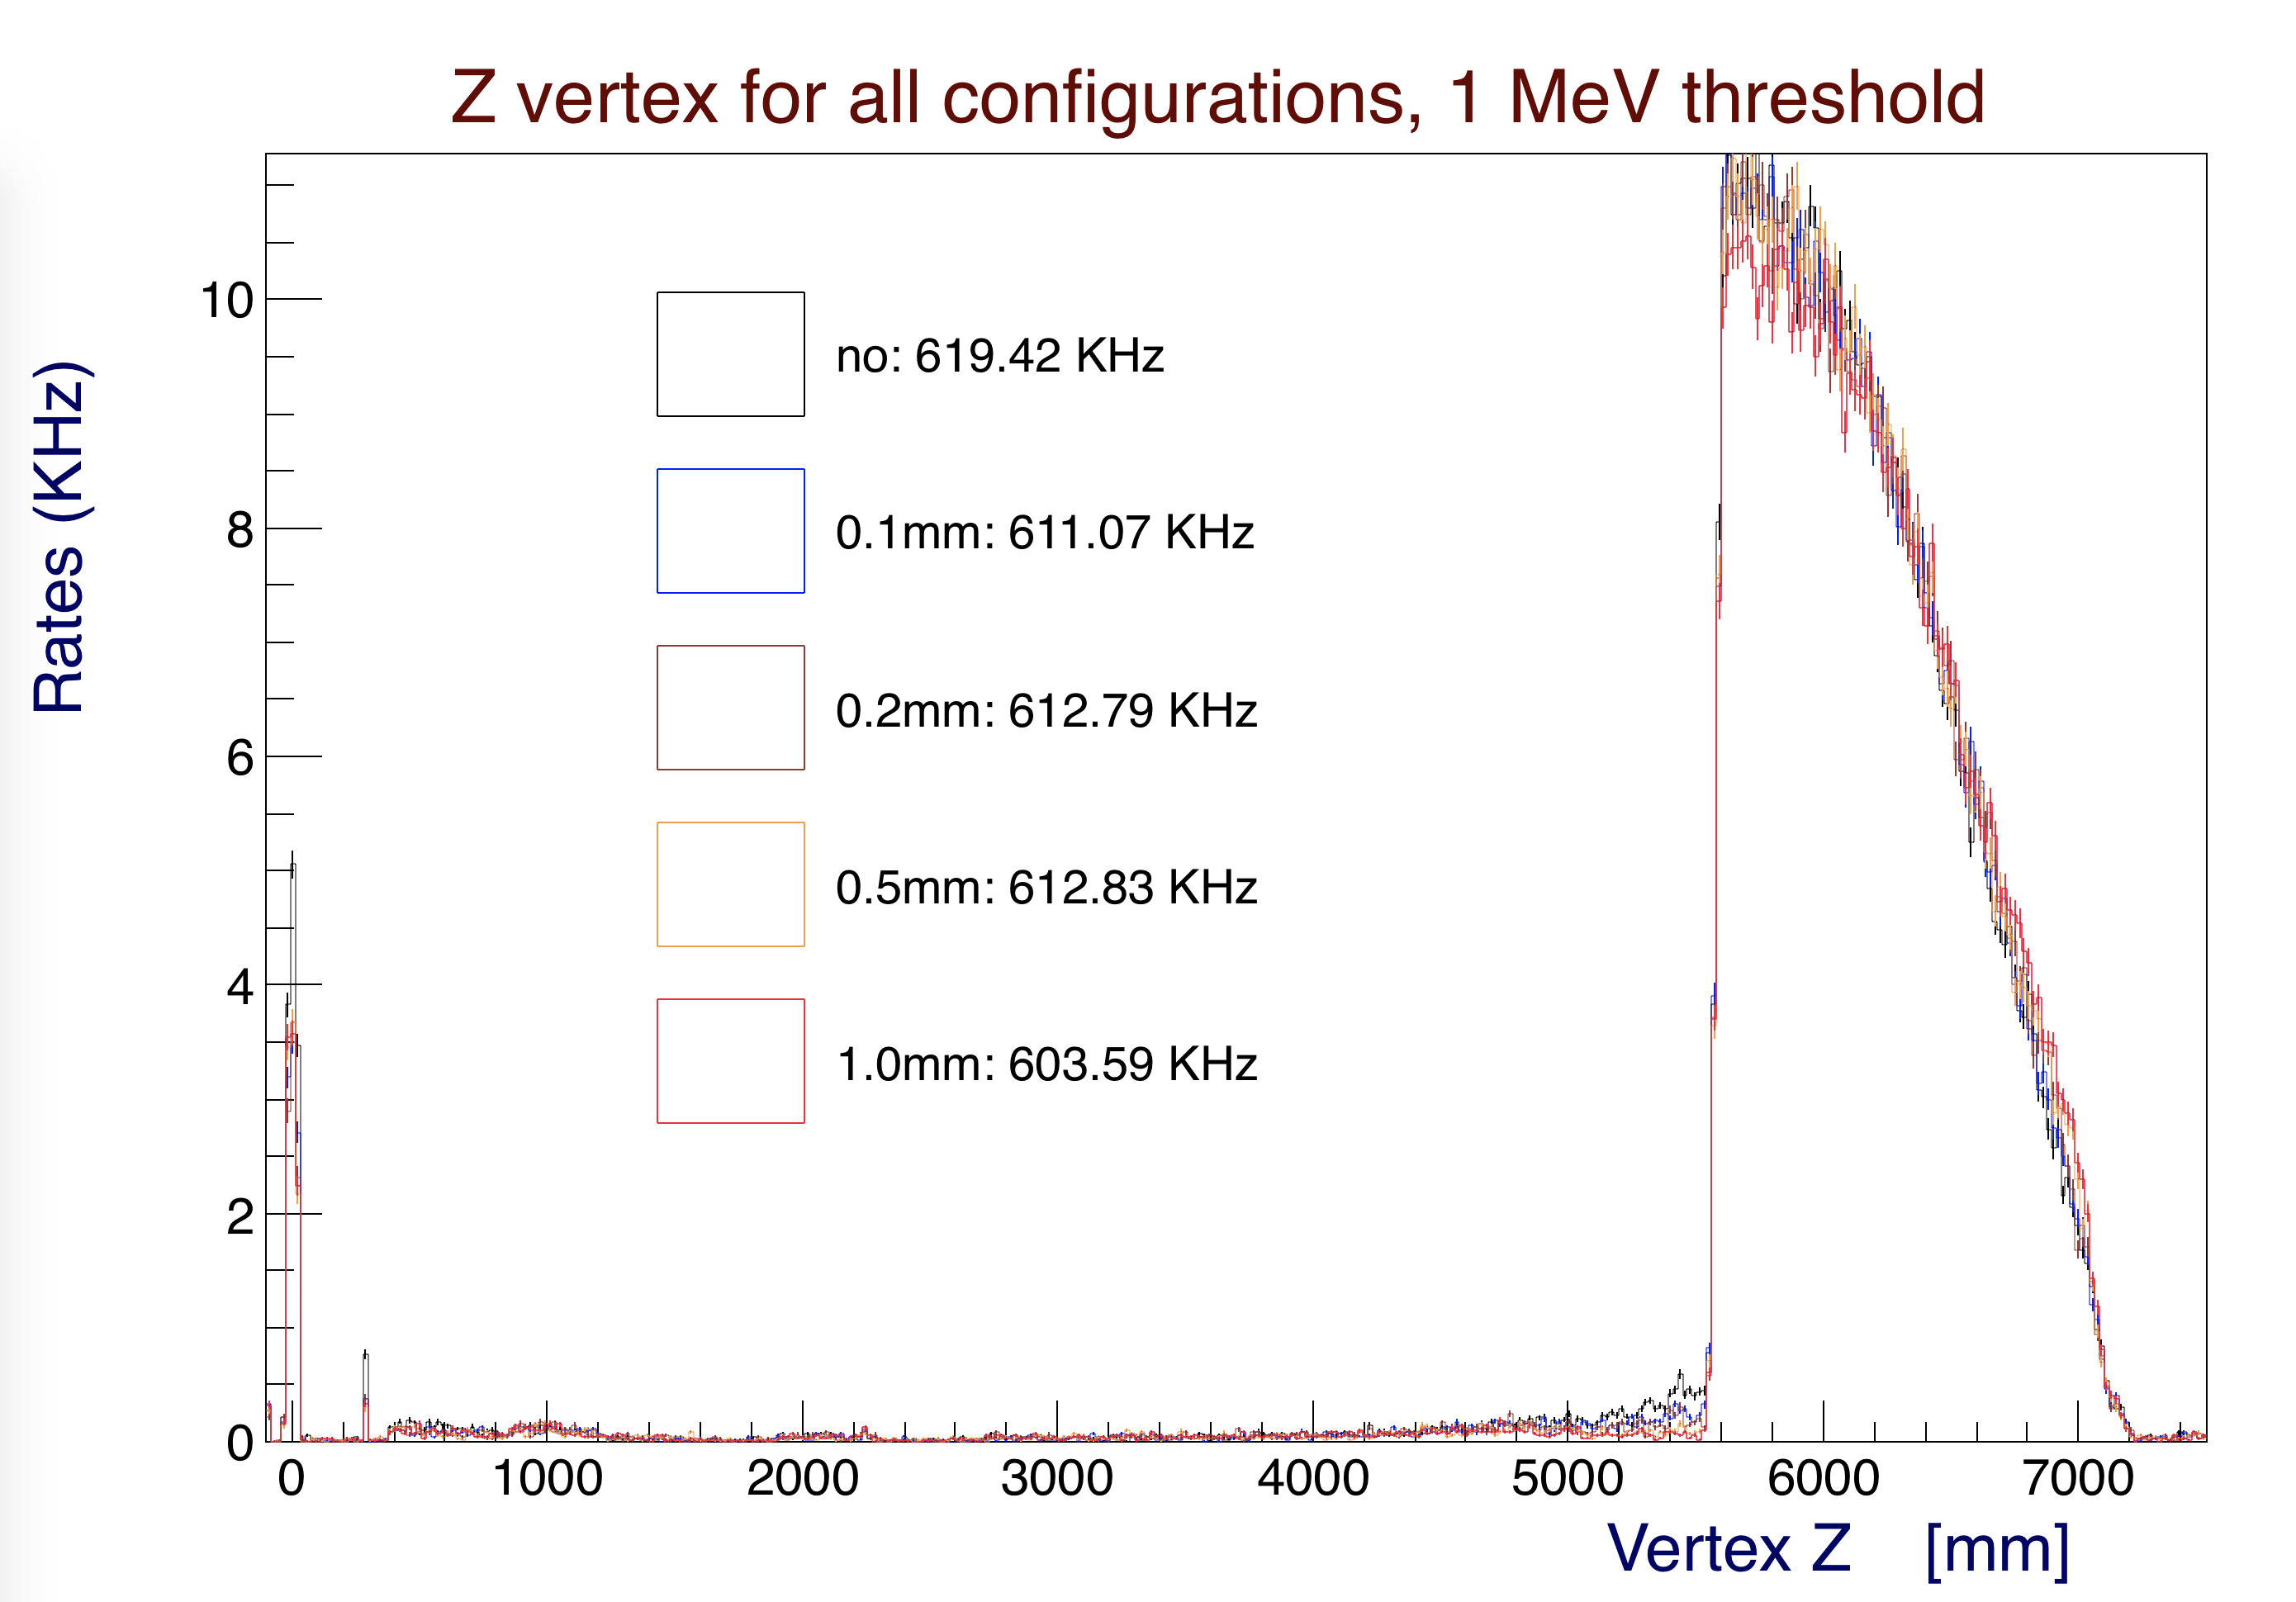 Z vertex for all configurations, 1 MeV threshold
Rates (KHz)
10
8
6
4
2
0
no: 619.42 KHz
0.1mm: 611.07 KHz
0.2mm: 612.79 KHz
0.5mm: 612.83 KHz
1.0mm: 603.59 KHz
0 1000 2000 3000 4000 5000 6000 7000
Vertex Z [mm]